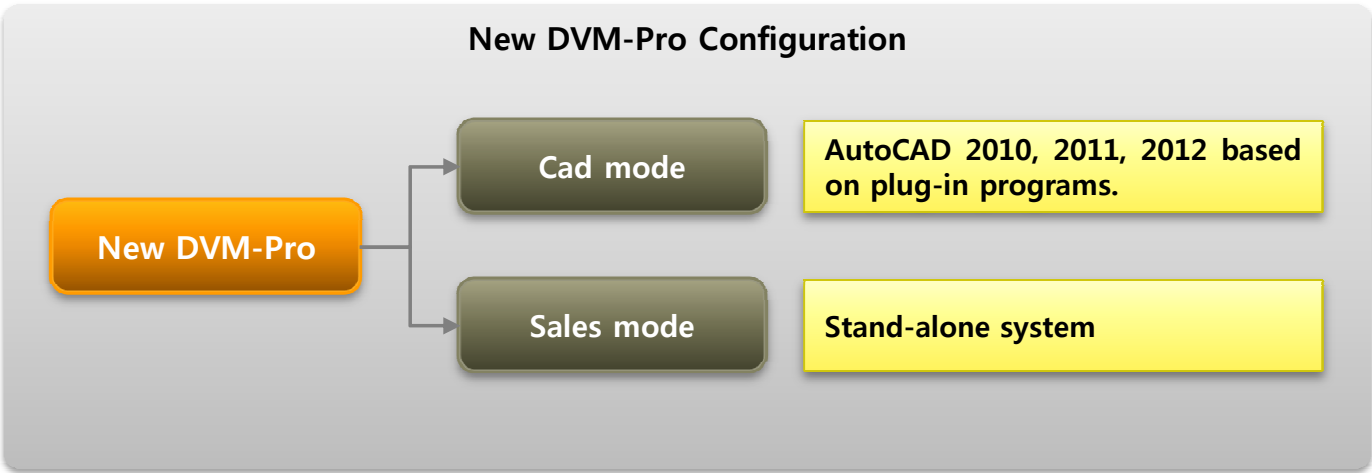 New DVM-Pro Configuration
Cad mode
AutoCAD 2010, 2011, 2012 based
on plug-in programs.
New DVM-Pro
Sales mode
Stand-alone system